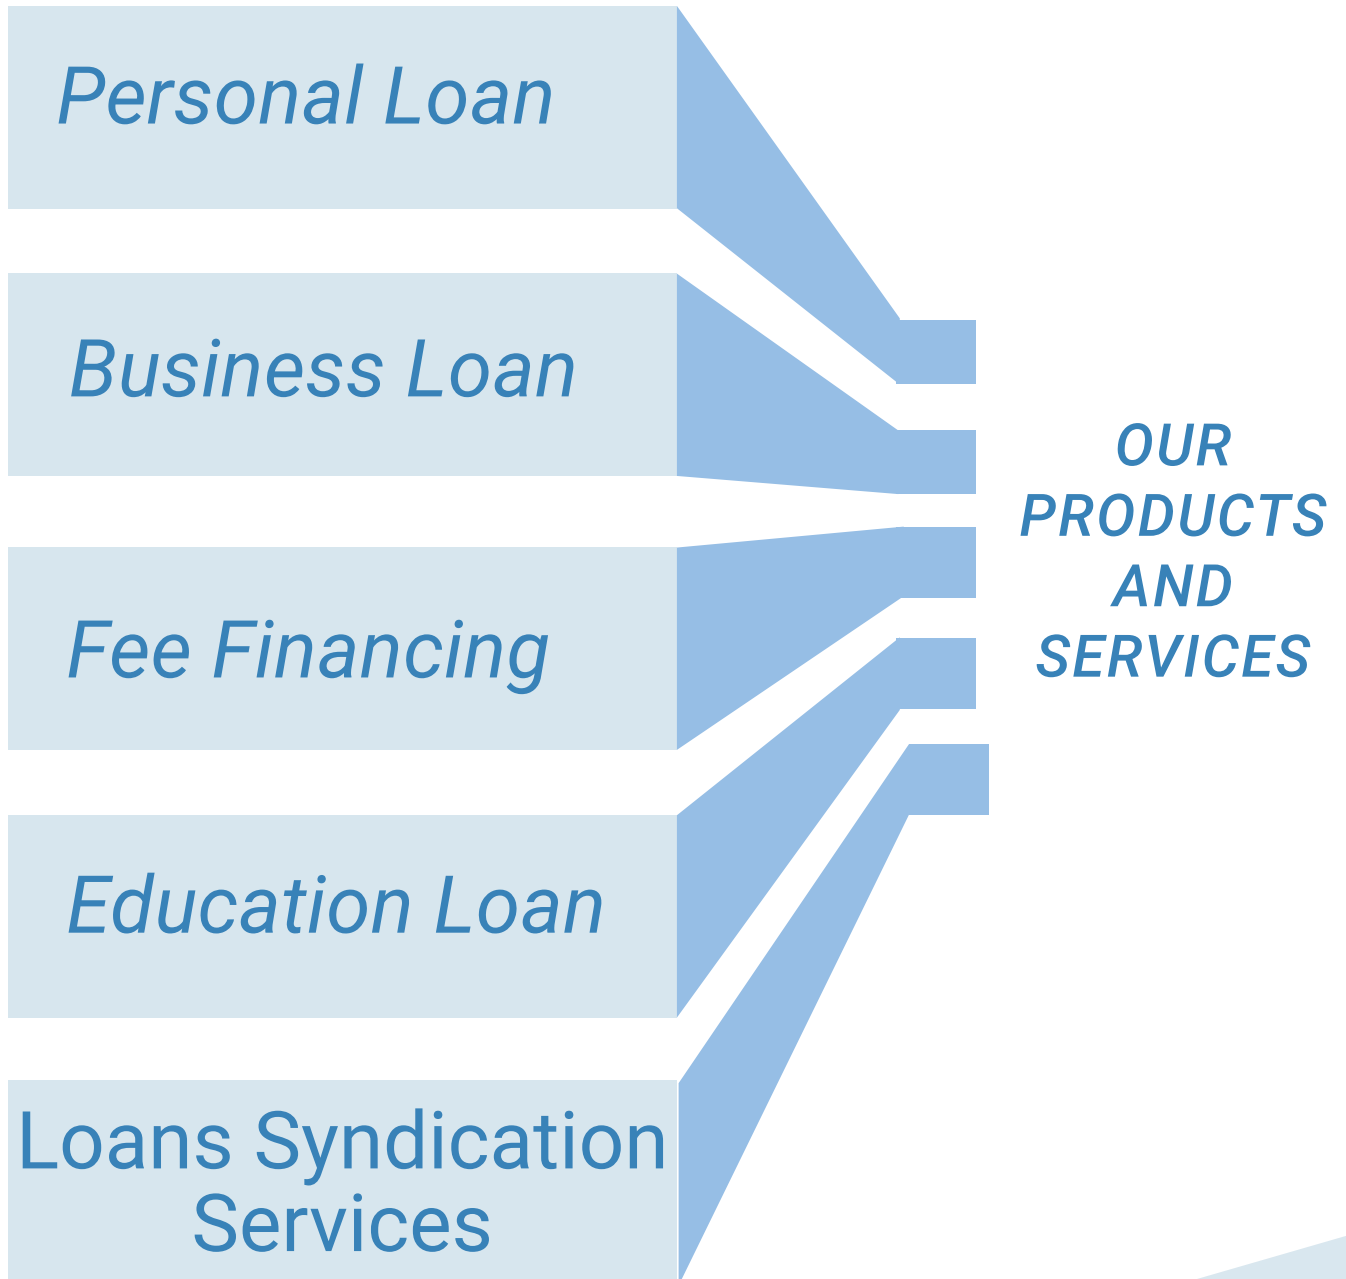 Personal Loan
Business Loan
Fee Financing
Education Loan
Loans Syndication
Services
OUR
PRODUCTS
AND
SERVICES